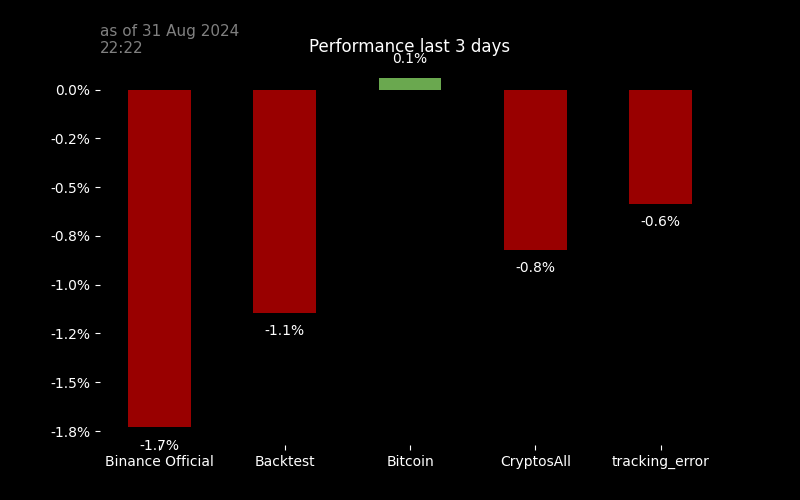 as of 31 Aug 2024
22:22
Performance last 3 days
0.1%
0.0%
-0.2%
-0.5%
-0.8%
-1.0%
-1.2%
-1.5%
-1.8%
-0.6%
-0.8%
-1.1%
-1.7%
Binance Official
Backtest
Bitcoin
CryptosAll
tracking_error